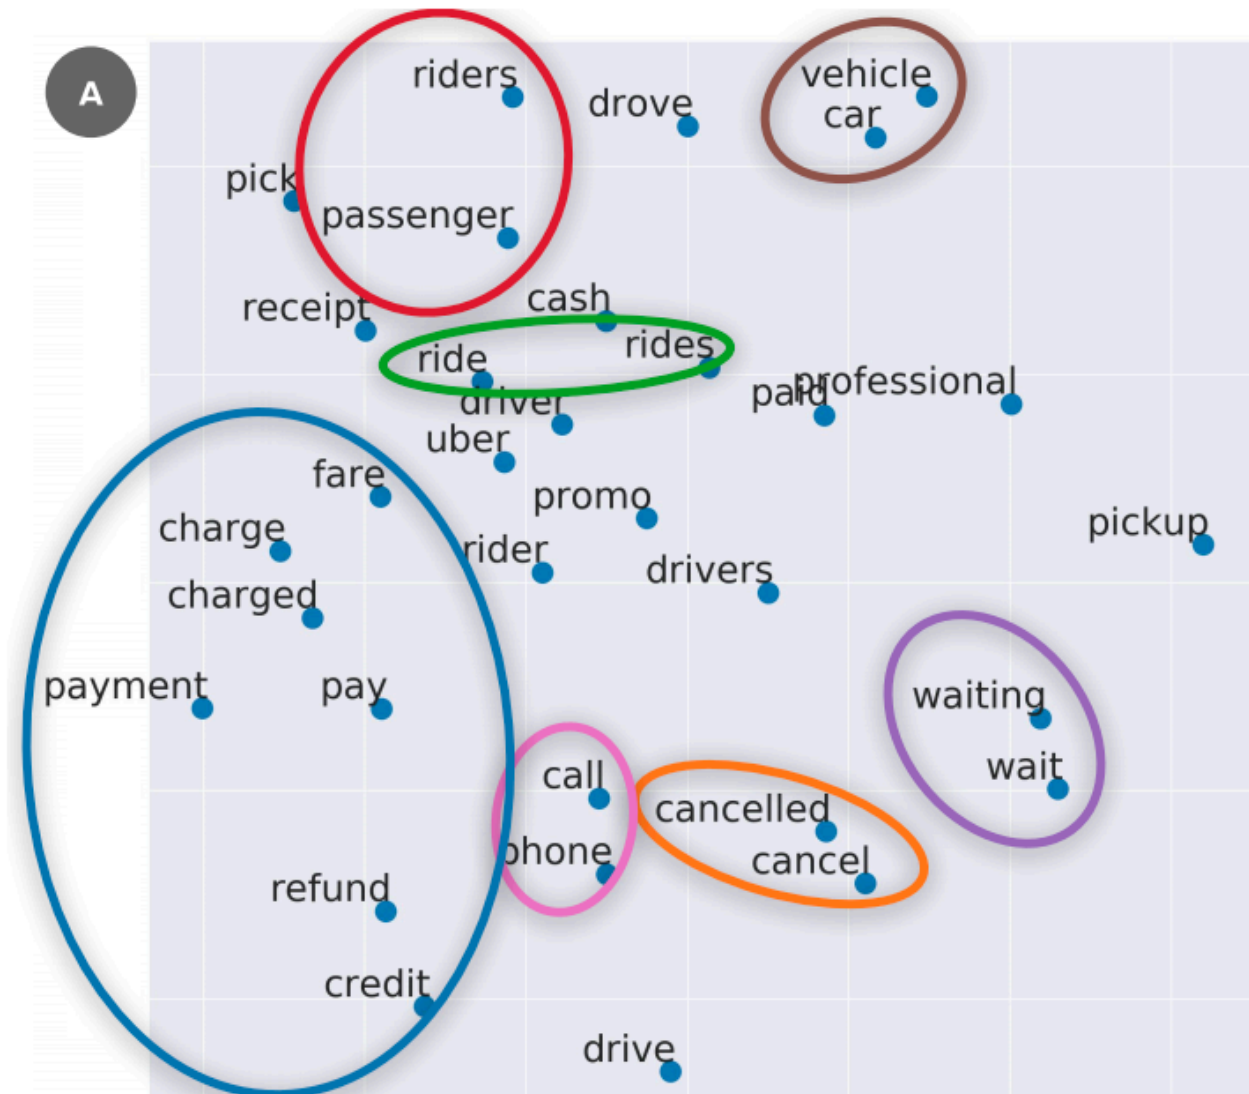 A
riders
vehicle
drove
car
pick
passenger
cash
receipt
rides
ride
professional
paid
driver
uber
fare
promo
pickup
charge
rider
drivers
charged
payment
pay
waiting
wait
call
cancelled
phone
cancel
refund
credit
drive